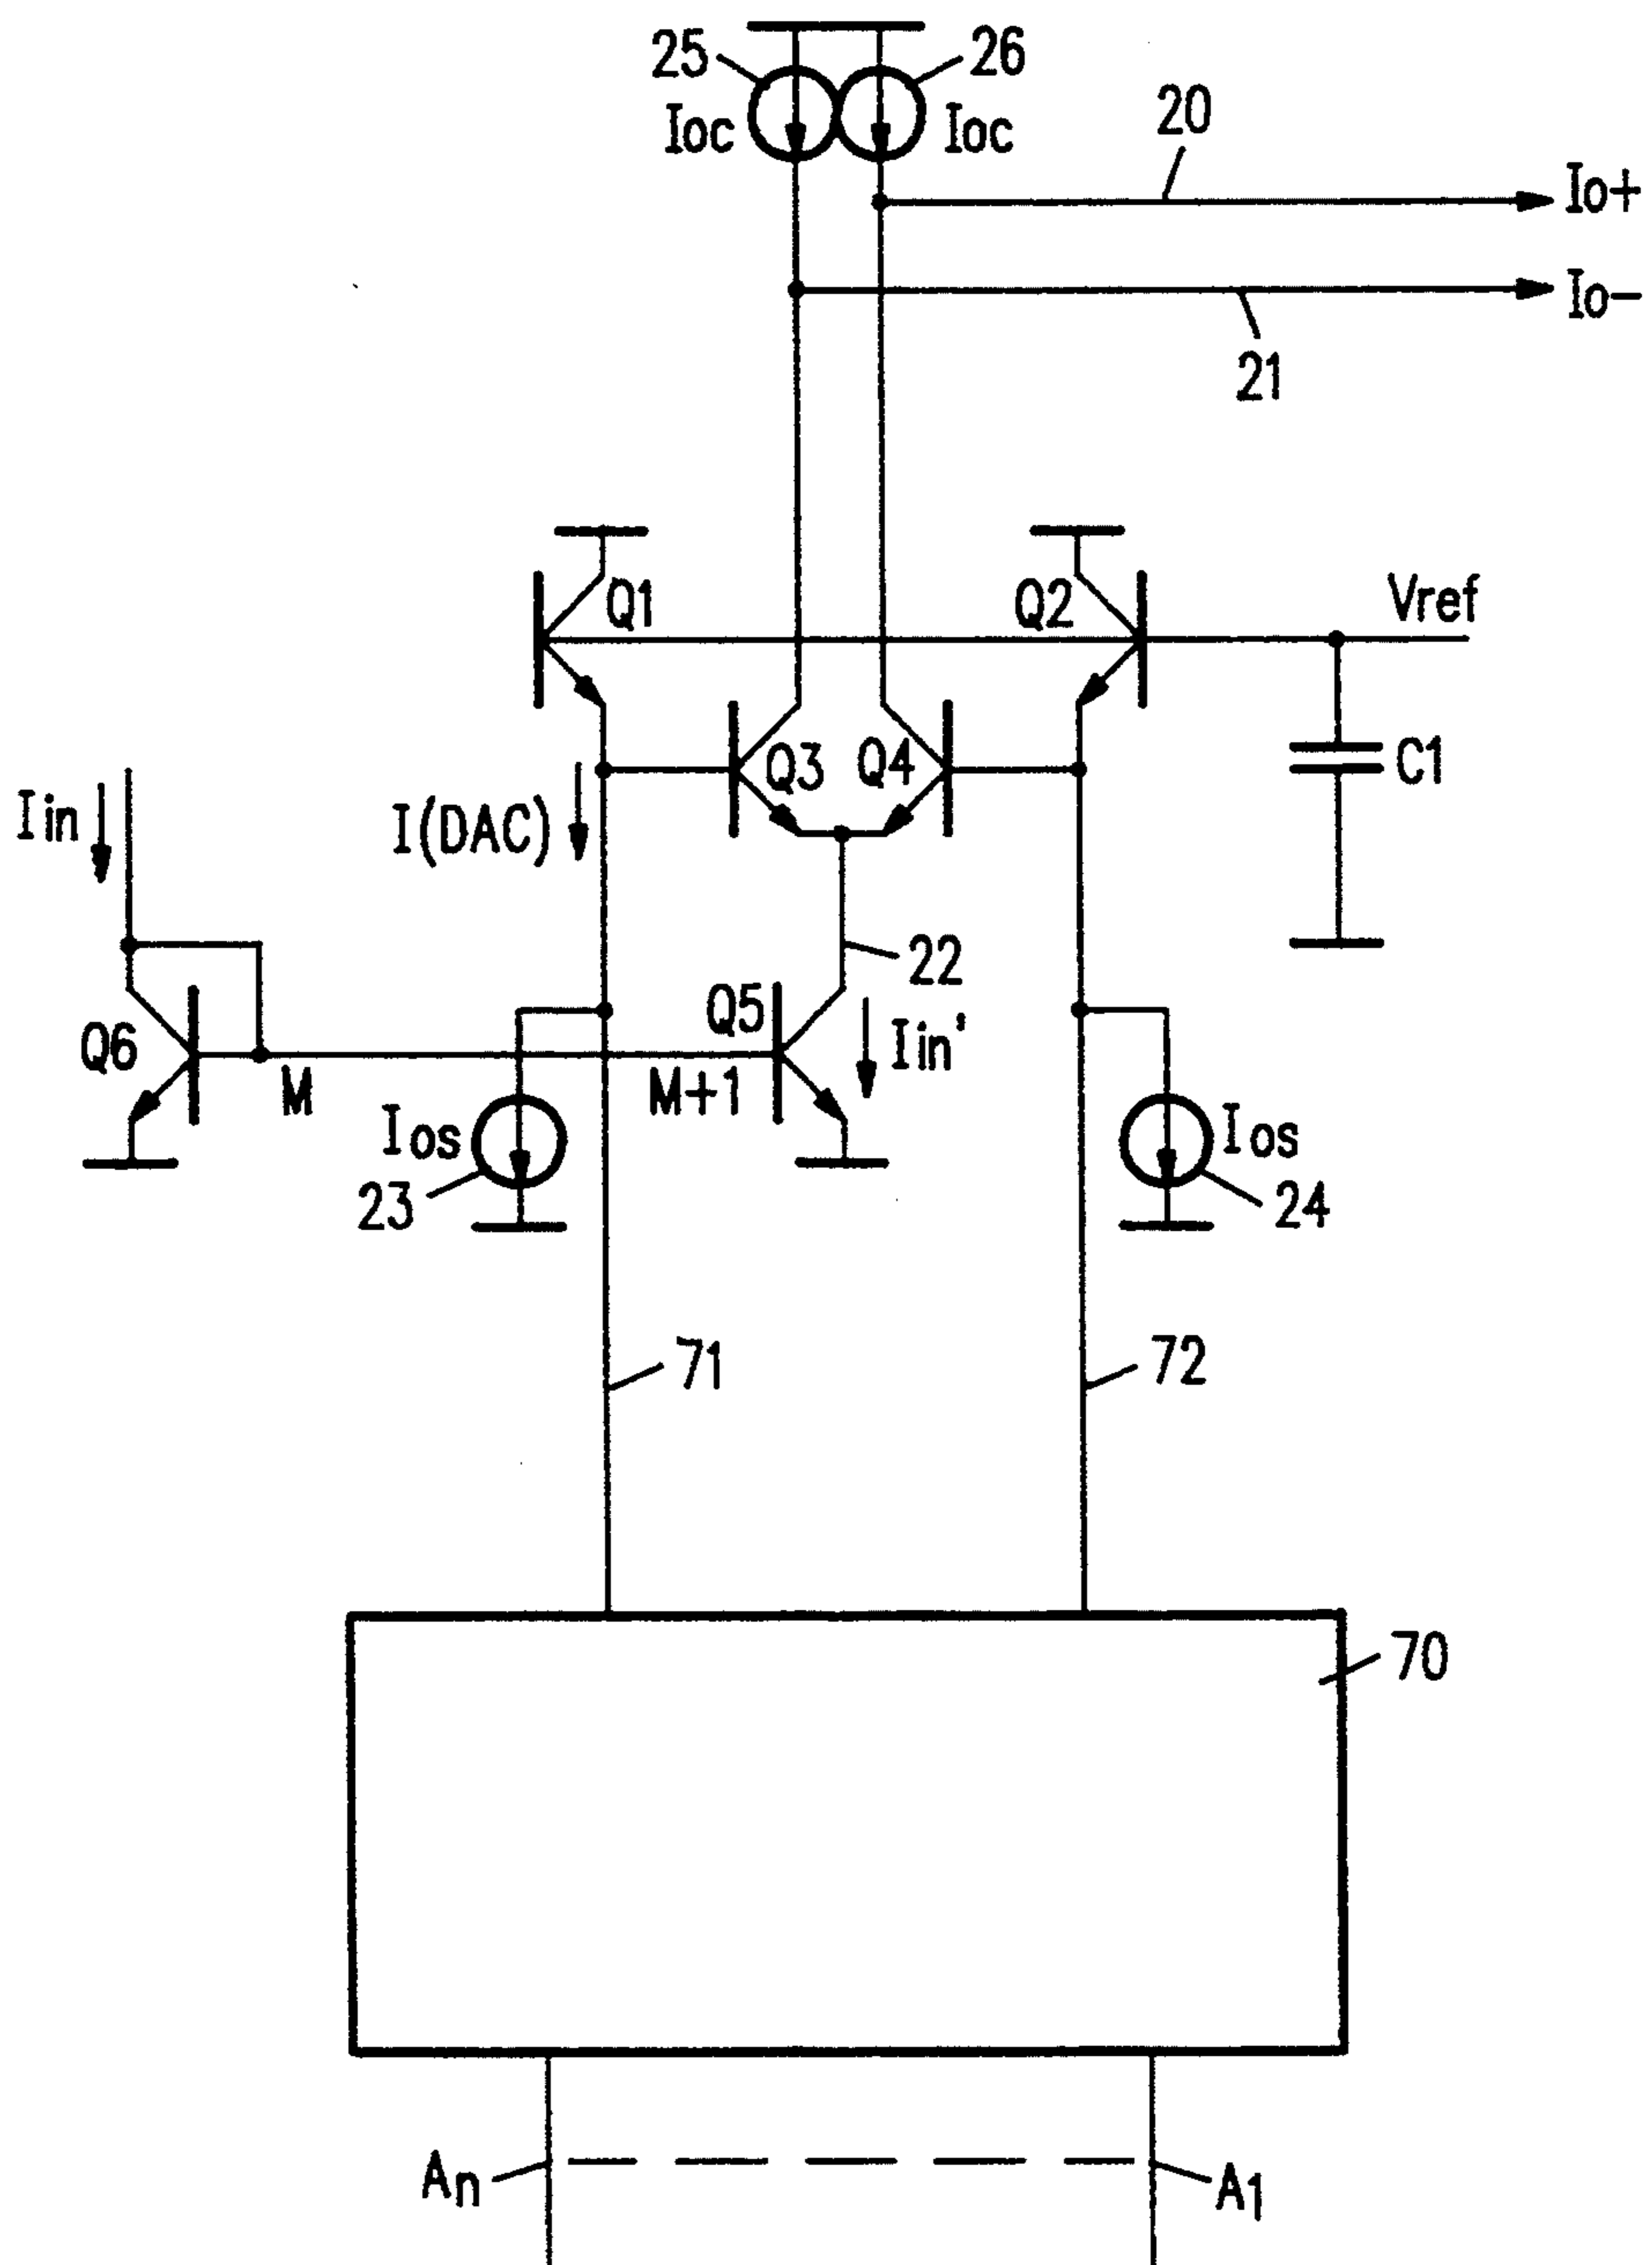 25
26
Ioc
Ioc
20
Io+
Io−
21
Q1
Q2
Vref
Q3
Q4
C1
Iin
I(DAC)
22
Q5
Iin'
Q6
M
M+1
Ios
Ios
23
24
71
72
70
An
A1